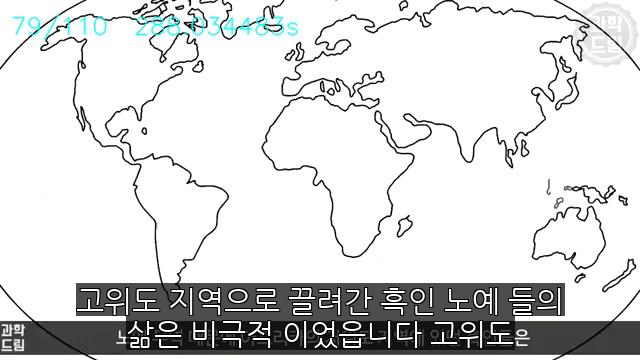 79/110 288.034483s
과학
드림
고위도 지역으로 끌려간 흑인 노예 들의
삶은 비극적 이었읍니다 고위도
과학
드림
노
은